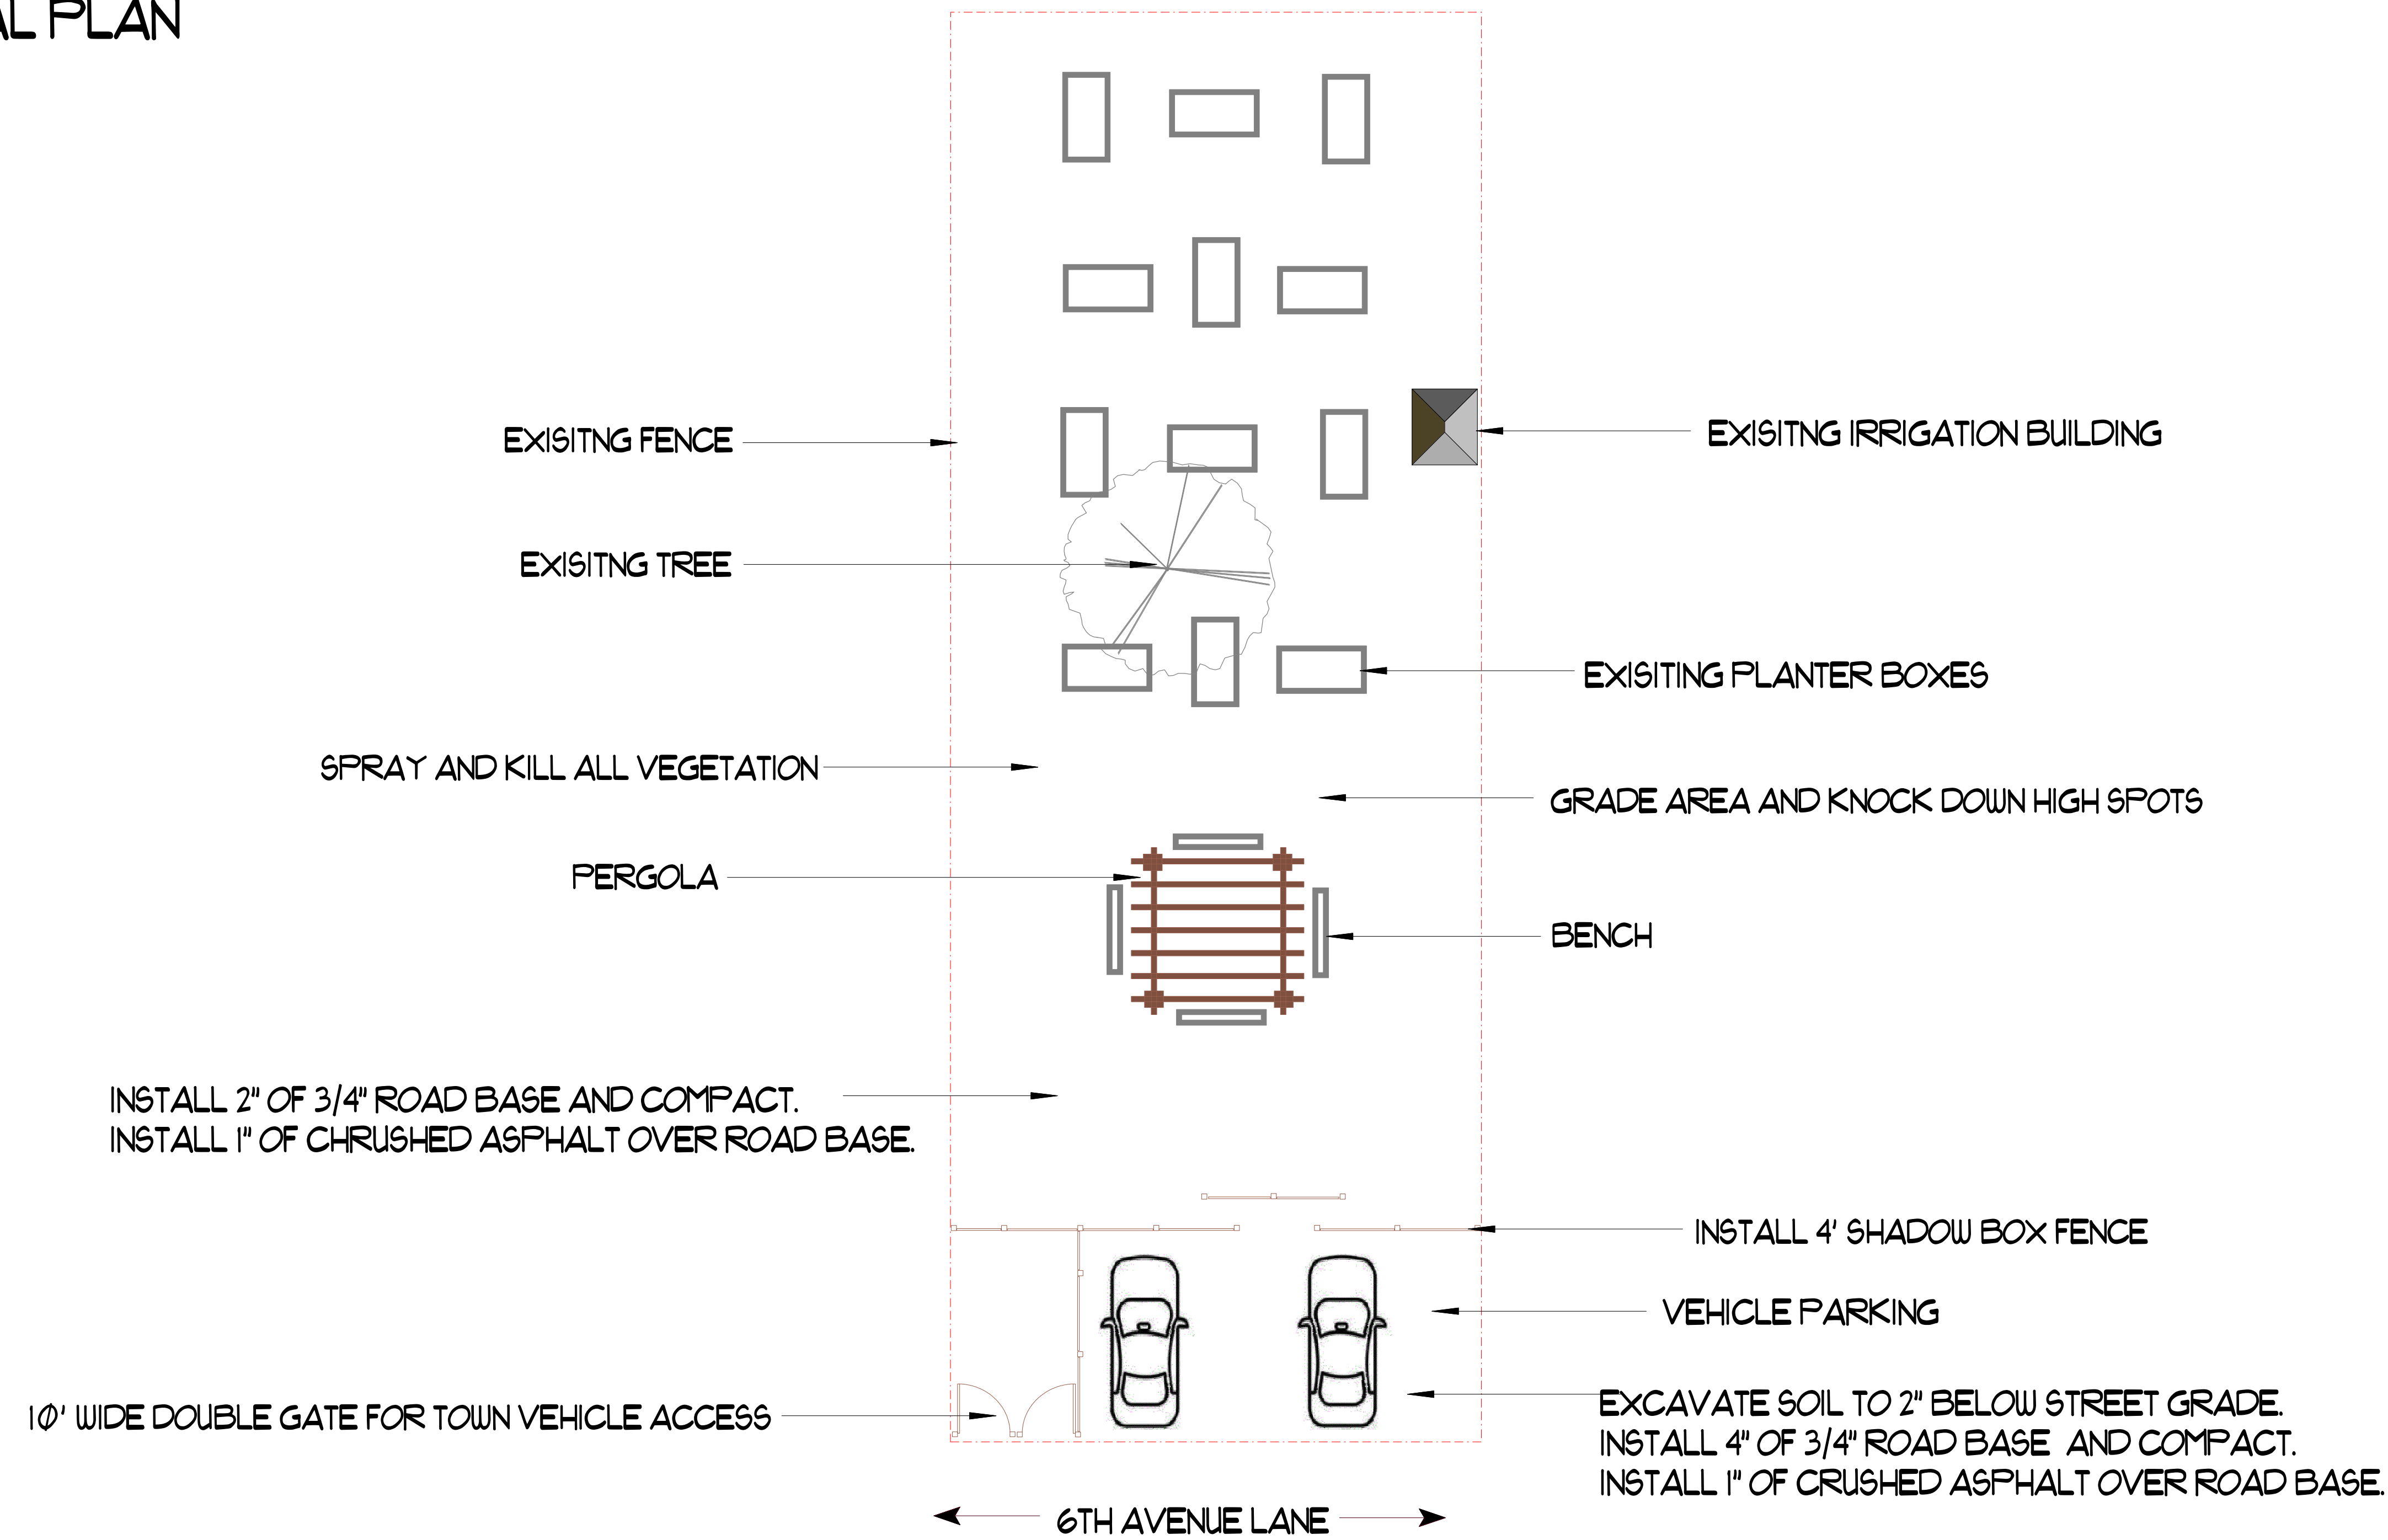 AL PLAN
EXISITNG FENCE
EXISITNG IRRIGATION BUILDING
EXISITNG TREE
EXISITING PLANTER BOXES
SPRAY AND KILL ALL VEGETATION
GRADE AREA AND KNOCK DOWN HIGH SPOTS
PERGOLA
BENCH
INSTALL 2" OF 3/4" ROAD BASE AND COMPACT.
INSTALL 1" OF CHRUSHED ASPHALT OVER ROAD BASE.
INSTALL 4' SHADOW BOX FENCE
VEHICLE PARKING
10' WIDE DOUBLE GATE FOR TOWN VEHICLE ACCESS
EXCAVATE SOIL TO 2" BELOW STREET GRADE.
INSTALL 4" OF 3/4" ROAD BASE AND COMPACT.
INSTALL 1" OF CRUSHED ASPHALT OVER ROAD BASE.
6TH AVENUE LANE